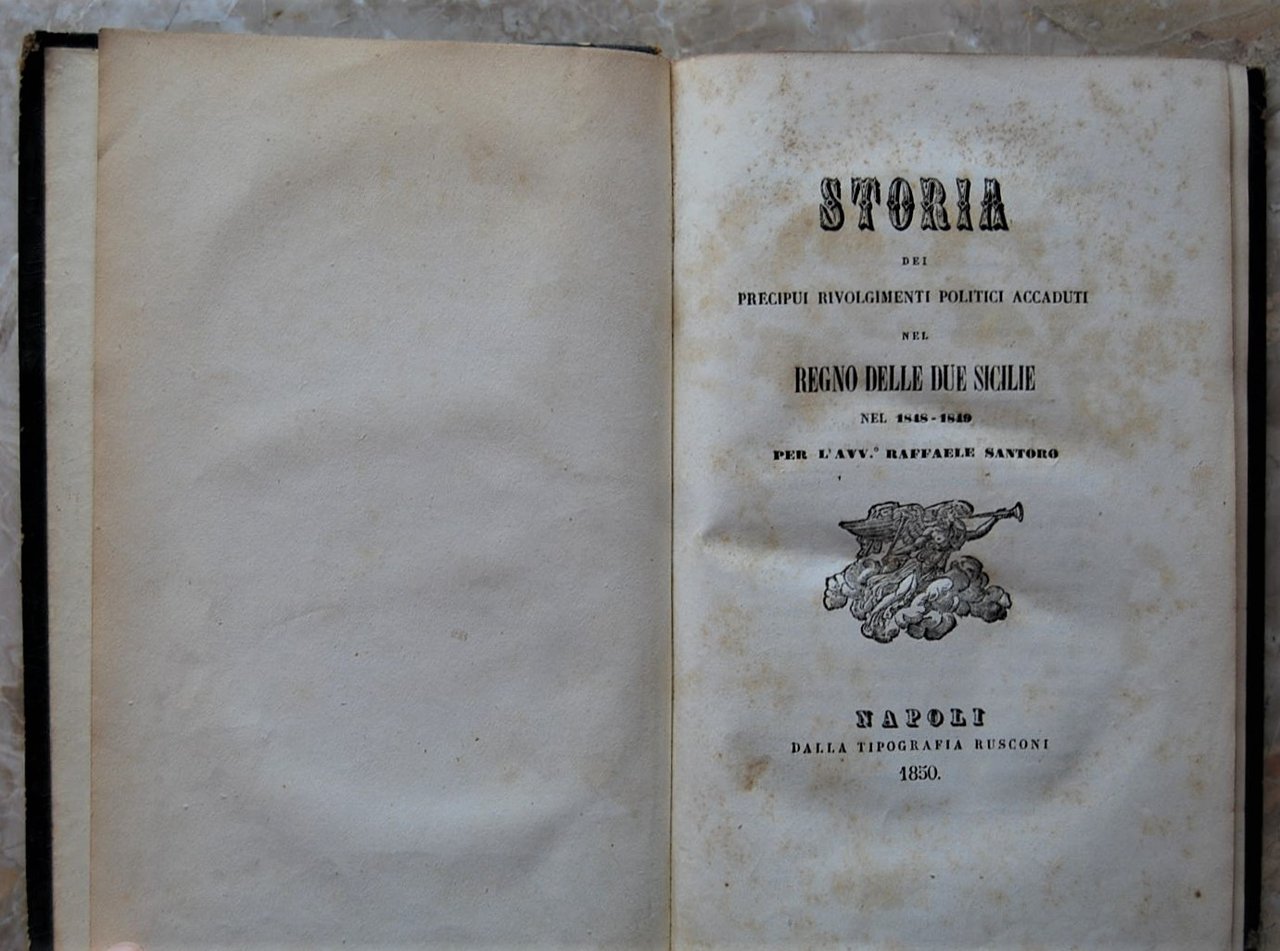 STORIA
DEI
PRECIPUI RIVOLGIMENTI POLITICI ACCADUTI
NEL
REGNO DELLE DUE SICILIE
NEL 1848-1849
PER L'AVV.° RAFFAELE SANTORO
NAPOLI
DALLA TIPOGRAFIA RUSCONI
1850.